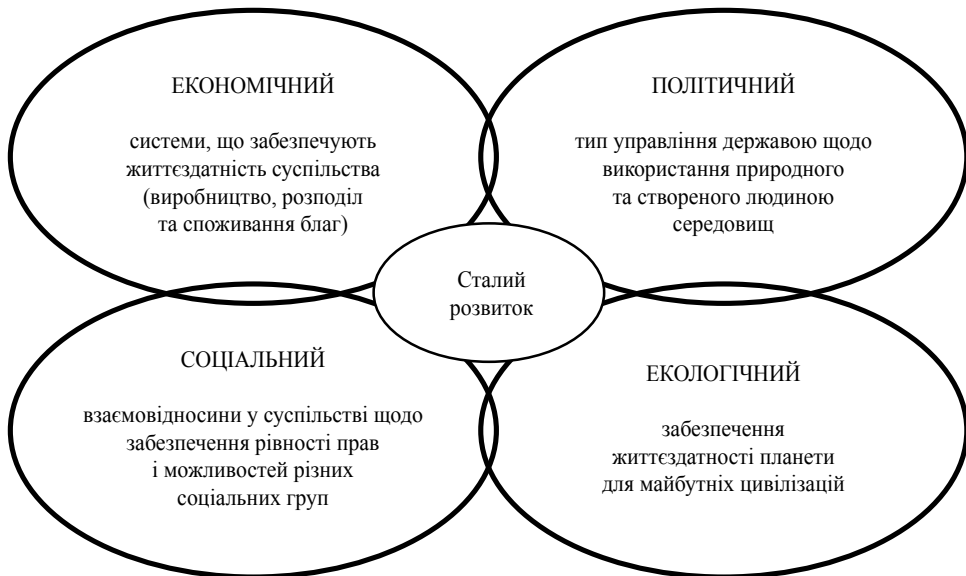 ЕКОНОМІЧНИЙ
системи, що забезпечують
життєздатність суспільства
(виробництво, розподіл
та споживання благ)
ПОЛІТИЧНИЙ
тип управління державою щодо
використання природного
та створеного людиною
середовищ
Сталий
розвиток
СОЦІАЛЬНИЙ
взаємовідносини у суспільстві щодо
забезпечення рівності прав
і можливостей різних
соціальних груп
ЕКОЛОГІЧНИЙ
забезпечення
життєздатності планети
для майбутніх цивілізацій